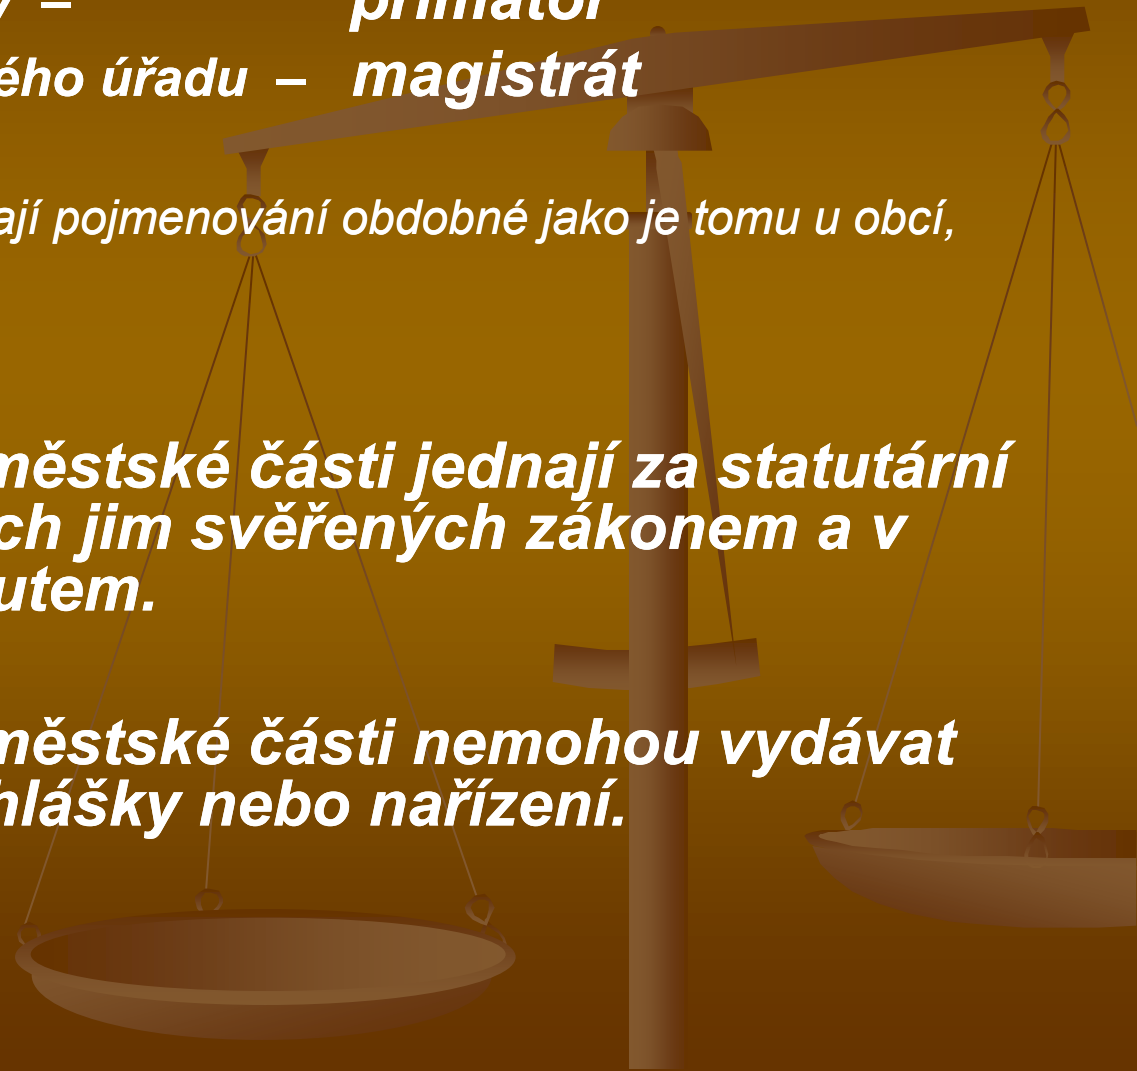 – primátor
ého úřadu – magistrát
ají pojmenování obdobné jako je tomu u obcí,
městské části jednají za statutární
ch jim svěřených zákonem a v
utem.
městské části nemohou vydávat
hlášky nebo nařízení.